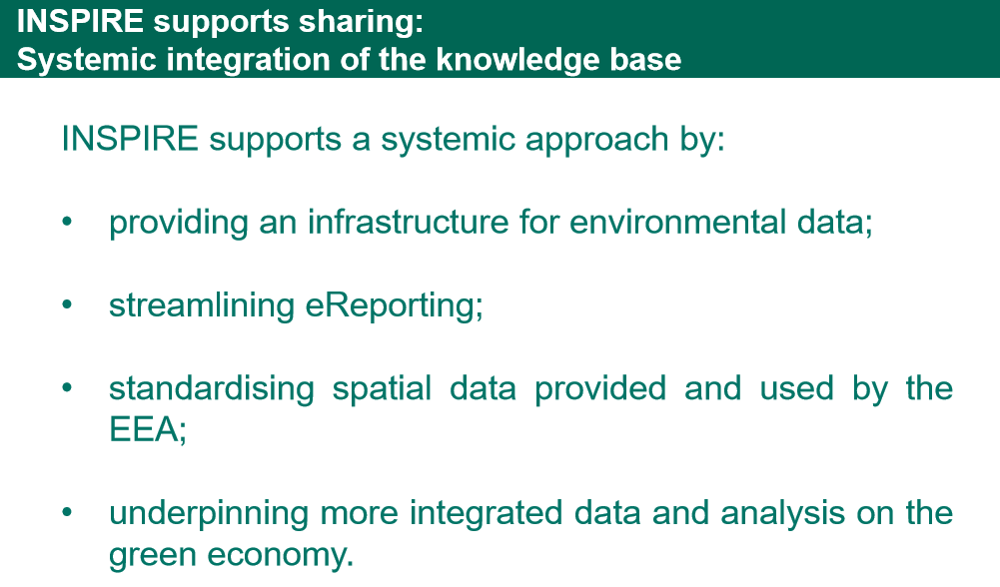 INSPIRE supports sharing:
Systemic integration of the knowledge base
INSPIRE supports a systemic approach by:
• providing an infrastructure for environmental data;
• streamlining eReporting;
• standardising spatial data provided and used by the
EEA;
• underpinning more integrated data and analysis on the
green economy.